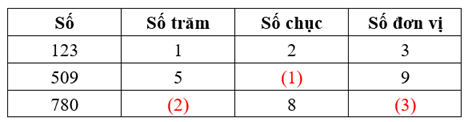 Số Số trăm Số chục Số đơn vị
123 1 2 3
509 5 (1) 9
780 (2) 8 (3)